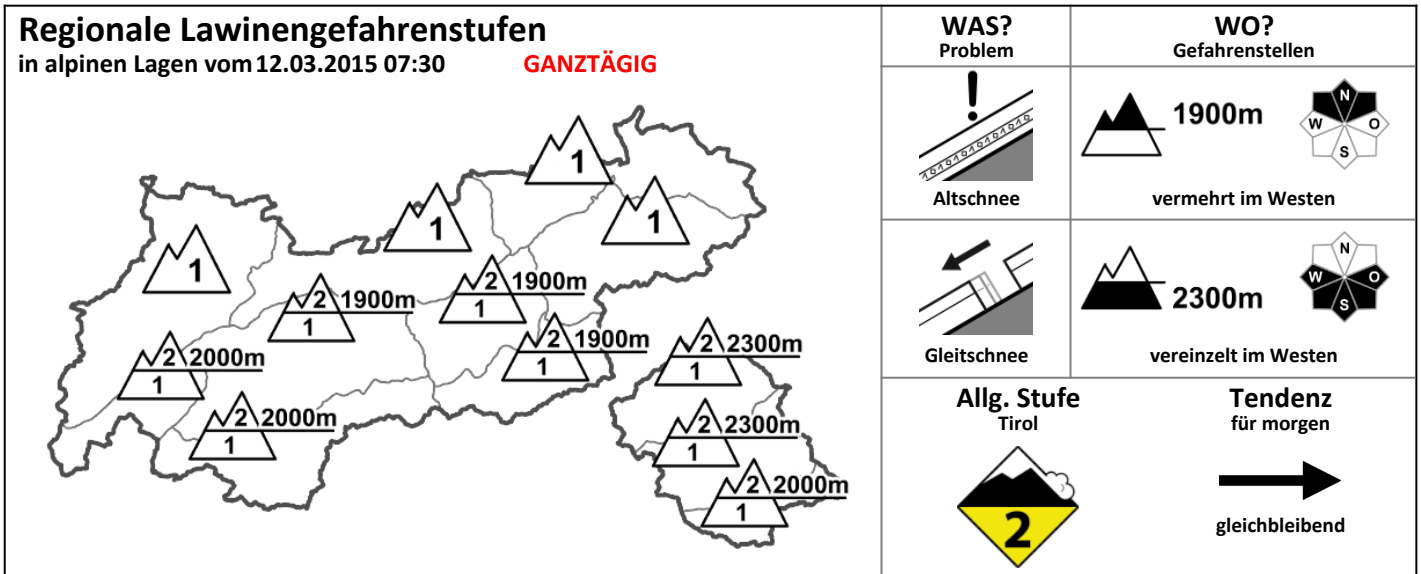 Regionale Lawinengefahrenstufen
in alpinen Lagen vom 12.03.2015 07:30 GANZTÄGIG
1
1
1
1
2 1900m
1
2 1900m
1
2 1900m
1
2 2000m
1
2 2000m
1
2 2300m
1
2 2300m
1
2 2000m
1
WAS?
Problem
WO?
Gefahrenstellen
!
Altschnee
1900m
N
W O
S
vermehrt im Westen
Gleitschnee
2300m
N
W O
S
vereinzelt im Westen
Allg. Stufe
Tirol
2
Tendenz
für morgen
gleichbleibend